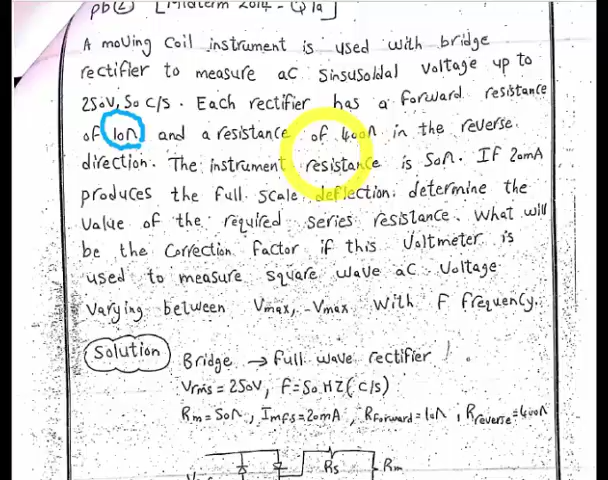 pb(2) [Midterm 2014 - Q1a]
A moving Coil instrument is used with bridge
rectifier to measure ac Sinsusoldal Voltage up to
250V, 50 C/S. Each rectifier has a forward resistance
of 10Ω and a resistance of 400Ω in the reverse
direction. The instrument resistance is 50Ω. If 20mA
produces the full scale deflection. determine the
Value of the required series resistance. What will
be the Correction factor if this Voltmeter is
used to measure square wave ac Voltage
Varying between Vmax, -Vmax With F frequency.
Solution
Bridge → full wave rectifier !
Vrms = 250V, F=50 HZ (C/S)
Rm = 50Ω, Imfs=20mA, RForward=10Ω, Rreverse=400Ω
Rs Rm